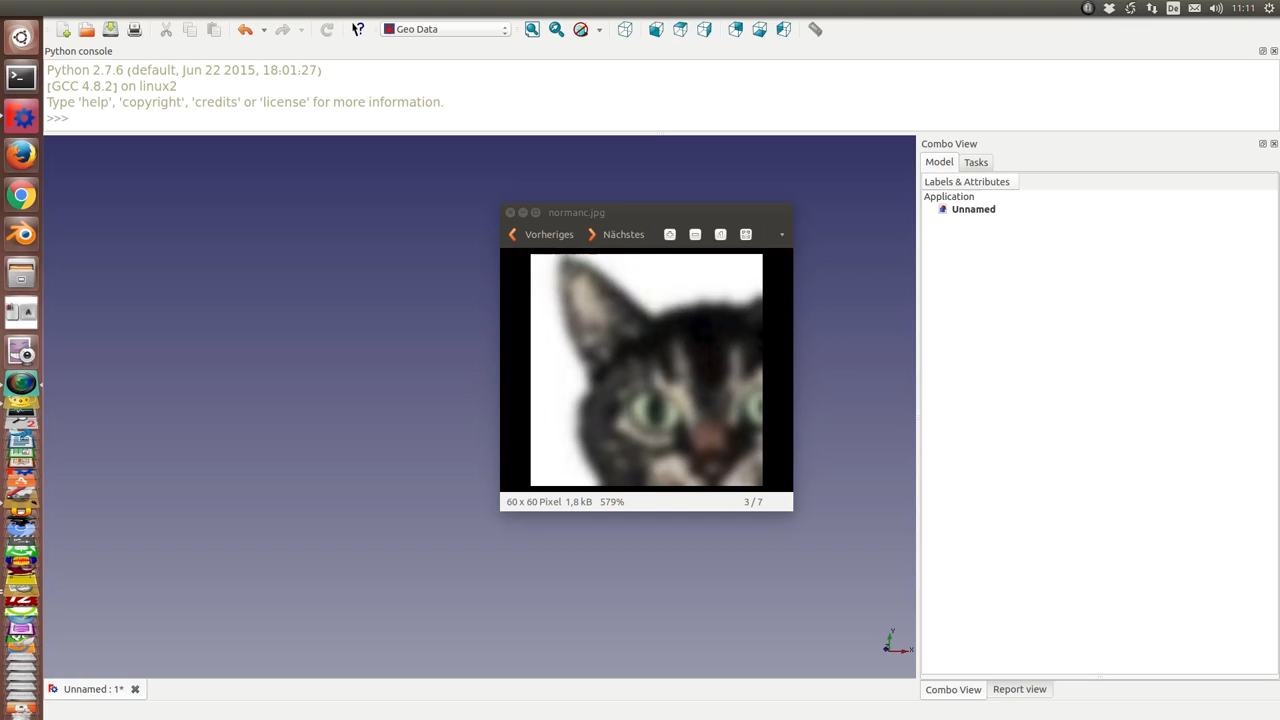 De
11:11
Geo Data
Python console
Python 2.7.6 (default, Jun 22 2015, 18:01:27)
[GCC 4.8.2] on linux2
Type 'help', 'copyright', 'credits' or 'license' for more information.
>>>
Combo View
Model
Tasks
Labels & Attributes
Application
Unnamed
normanc.jpg
Vorheriges
Nächstes
60 x 60 Pixel 1,8 kB 579%
3 / 7
Y
X
Unnamed : 1*
Combo View
Report view